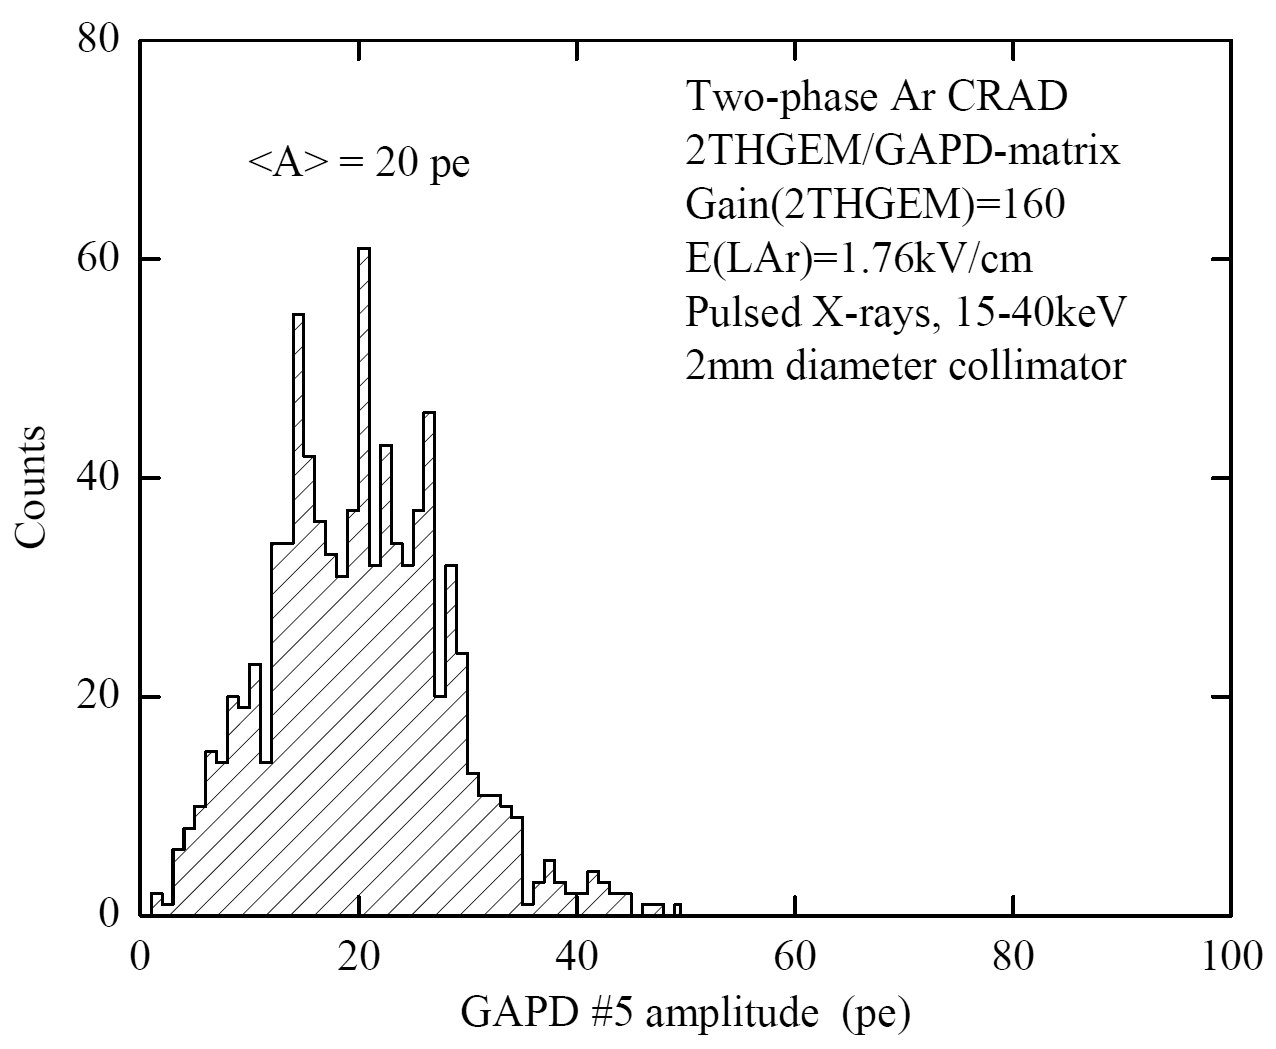 80
<A> = 20 pe
Two-phase Ar CRAD
2THGEM/GAPD-matrix
Gain(2THGEM)=160
E(LAr)=1.76kV/cm
Pulsed X-rays, 15-40keV
2mm diameter collimator
60
40
20
0
Counts
0 20 40 60 80 100
GAPD #5 amplitude (pe)